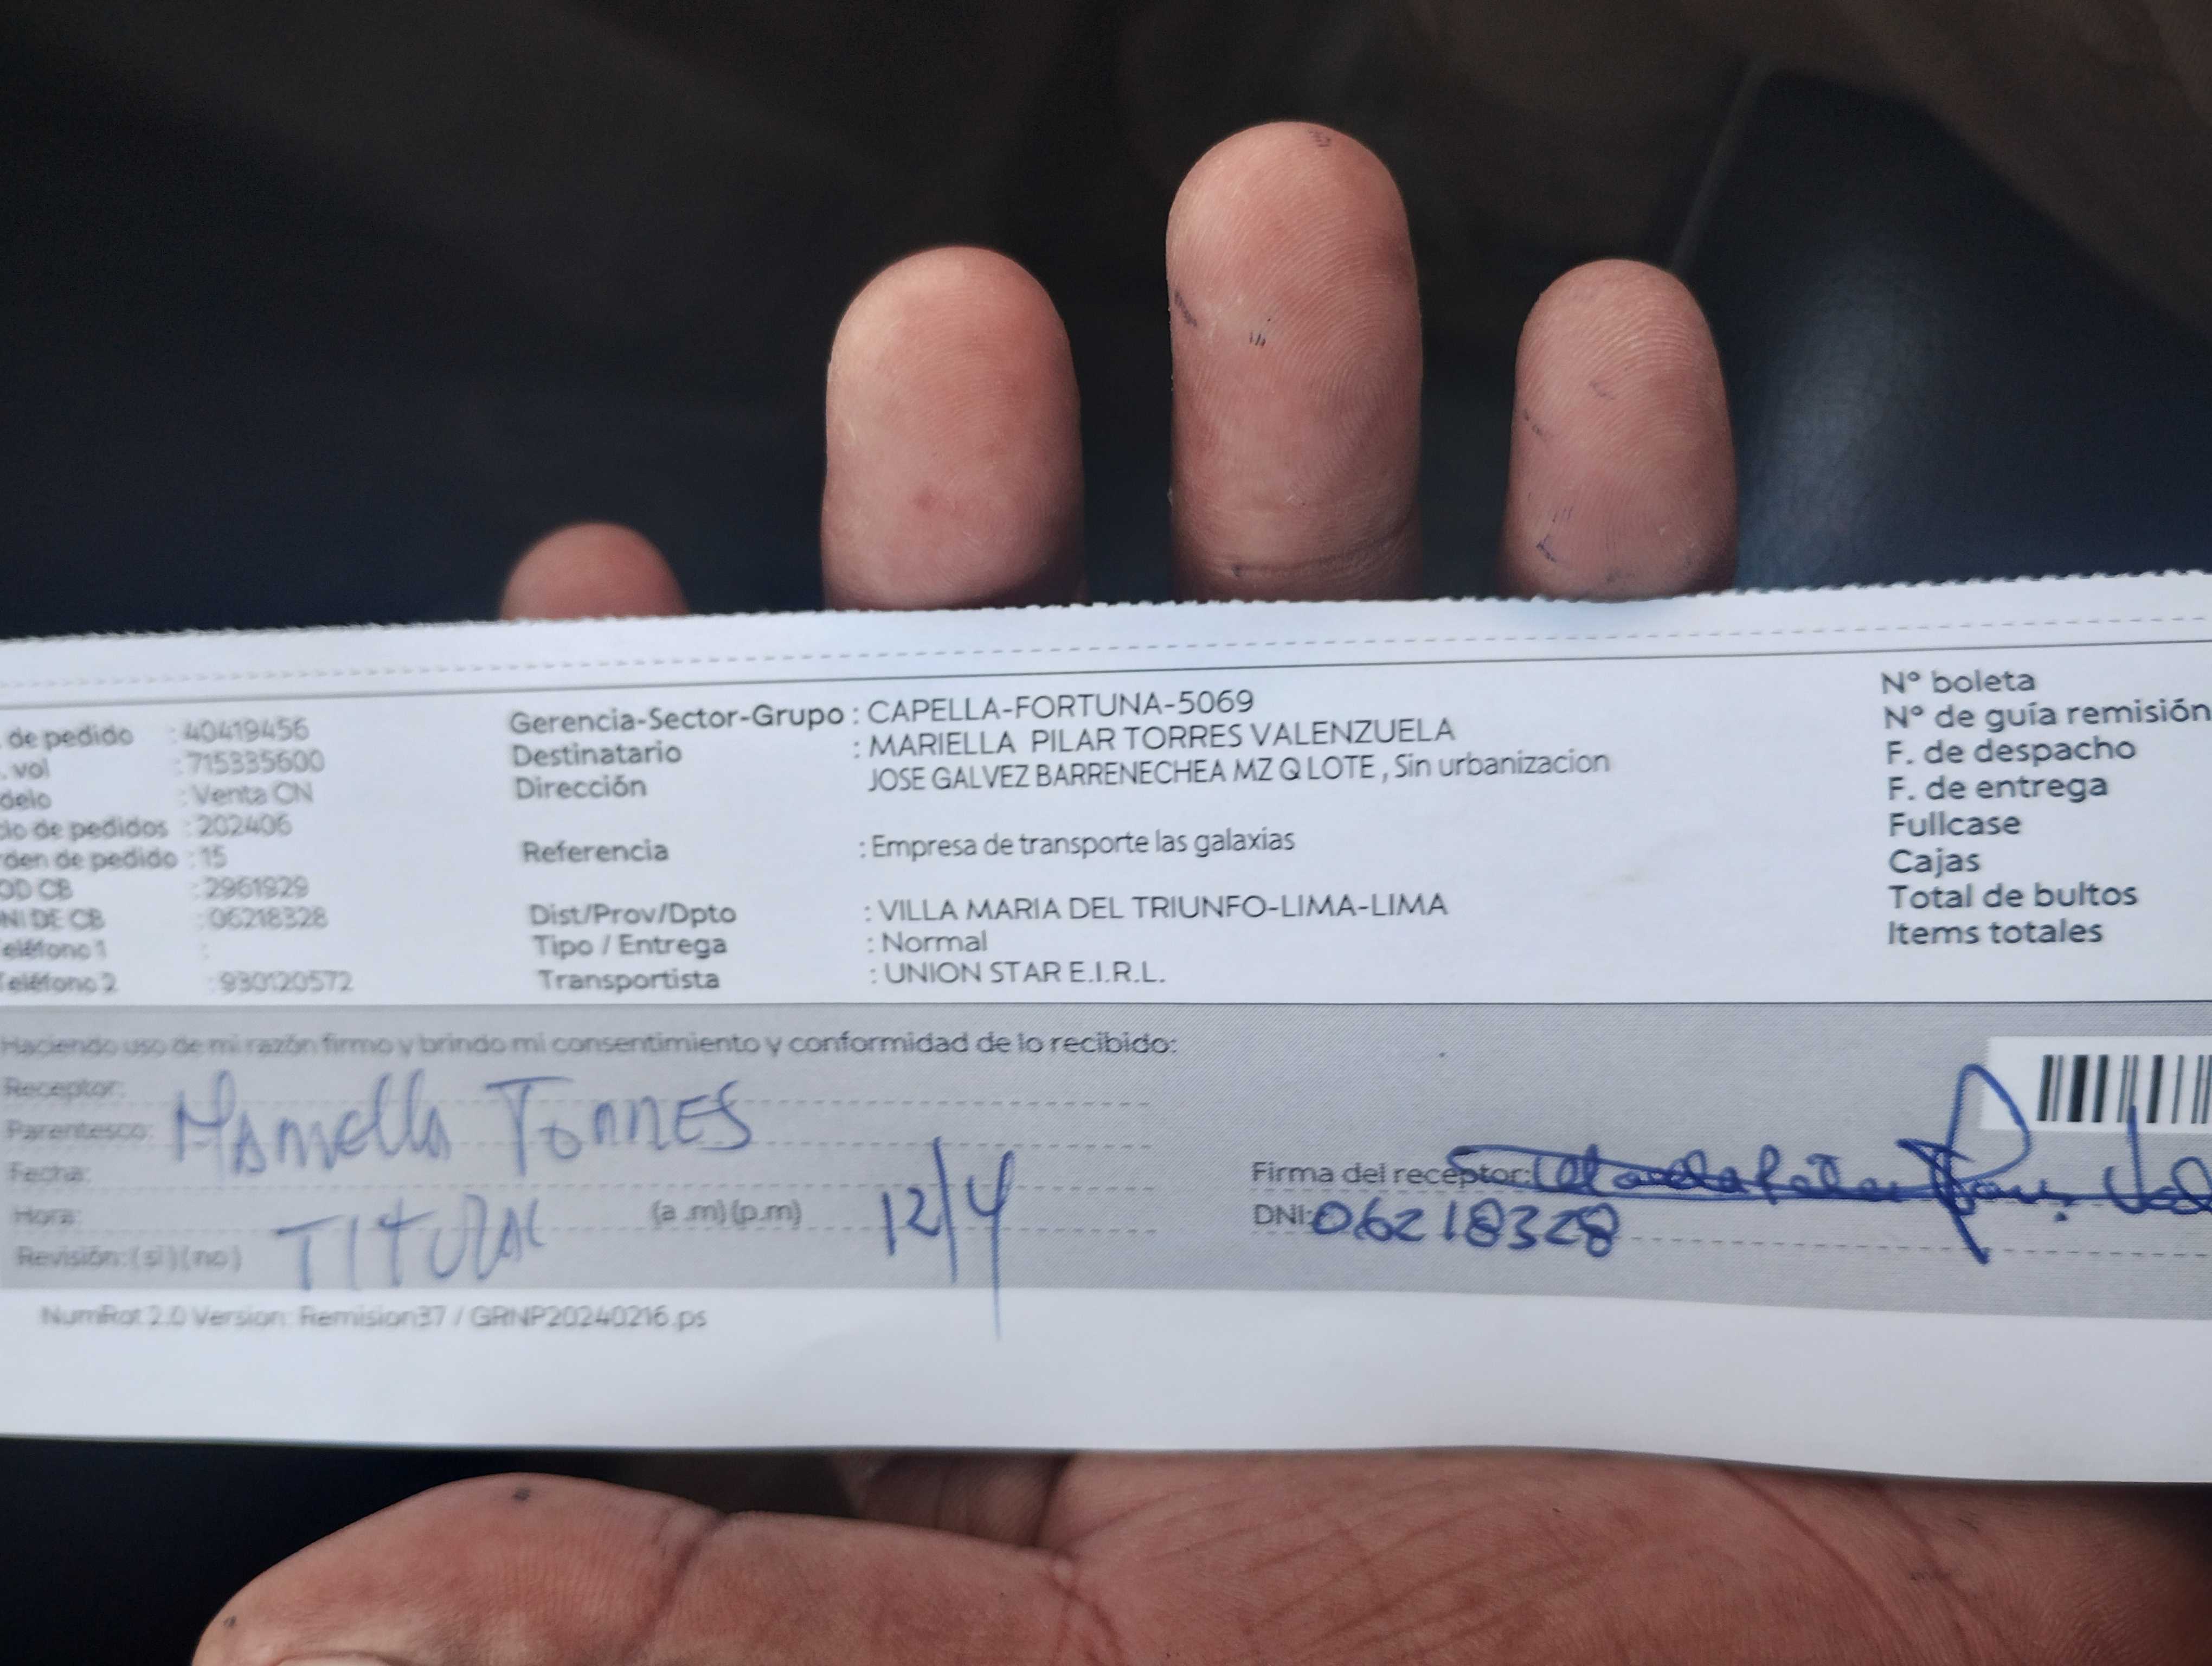 de pedido : 40419456
. vol : 715335600
delo : Venta CN
de pedidos : 202406
den de pedido : 15
OD CB : 2961929
NI DE CB : 06218328
eléfono 1 :
eléfono 2 : 930120572
Gerencia-Sector-Grupo : CAPELLA-FORTUNA-5069
Destinatario : MARIELLA PILAR TORRES VALENZUELA
Dirección JOSE GALVEZ BARRENECHEA MZ Q LOTE , Sin urbanizacion
Referencia : Empresa de transporte las galaxias
Dist/Prov/Dpto : VILLA MARIA DEL TRIUNFO-LIMA-LIMA
Tipo / Entrega : Normal
Transportista : UNION STAR E.I.R.L.
N° boleta
N° de guía remisión
F. de despacho
F. de entrega
Fullcase
Cajas
Total de bultos
Items totales
Haciendo uso de mi razón firmo y brindo mi consentimiento y conformidad de lo recibido:
Receptor:
Parentesco: Mariella TORRES
Fecha:
Hora: (a .m) (p.m) 12/4
Revisión: (si) (no) TITULAR
Firma del receptor:
DNI: 06218328
NumRot 2.0 Version: Remision37 / GRNP20240216.ps